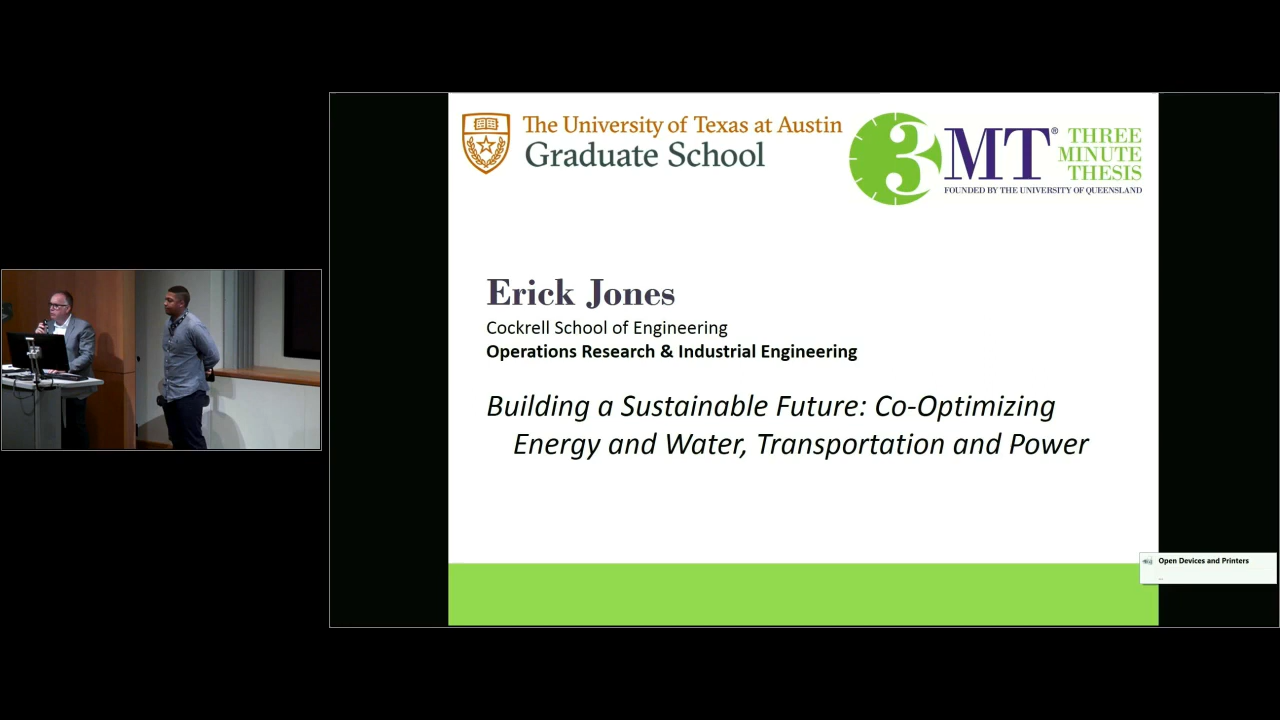 The University of Texas at Austin
Graduate School
3MT® THREE
MINUTE
THESIS
FOUNDED BY THE UNIVERSITY OF QUEENSLAND
Erick Jones
Cockrell School of Engineering
Operations Research & Industrial Engineering
Building a Sustainable Future: Co-Optimizing
Energy and Water, Transportation and Power
Open Devices and Printers